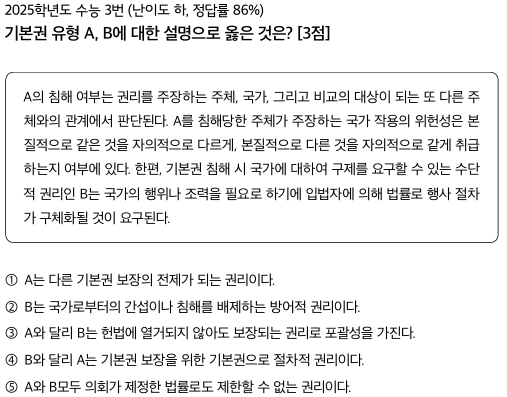 2025학년도 수능 3번 (난이도 하, 정답률 86%)
기본권 유형 A, B에 대한 설명으로 옳은 것은? [3점]
A의 침해 여부는 권리를 주장하는 주체, 국가, 그리고 비교의 대상이 되는 또 다른 주
체와의 관계에서 판단된다. A를 침해당한 주체가 주장하는 국가 작용의 위헌성은 본
질적으로 같은 것을 자의적으로 다르게, 본질적으로 다른 것을 자의적으로 같게 취급
하는지 여부에 있다. 한편, 기본권 침해 시 국가에 대하여 구제를 요구할 수 있는 수단
적 권리인 B는 국가의 행위나 조력을 필요로 하기에 입법자에 의해 법률로 행사 절차
가 구체화될 것이 요구된다.
① A는 다른 기본권 보장의 전제가 되는 권리이다.
② B는 국가로부터의 간섭이나 침해를 배제하는 방어적 권리이다.
③ A와 달리 B는 헌법에 열거되지 않아도 보장되는 권리로 포괄성을 가진다.
④ B와 달리 A는 기본권 보장을 위한 기본권으로 절차적 권리이다.
⑤ A와 B모두 의회가 제정한 법률로도 제한할 수 없는 권리이다.